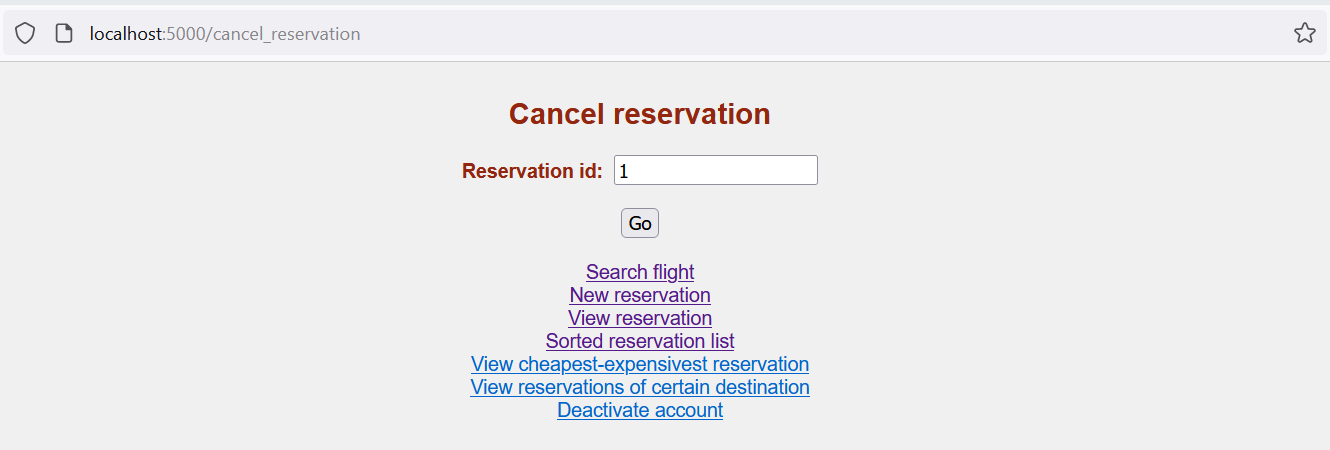 localhost:5000/cancel_reservation
Cancel reservation
Reservation id: 1
Go
Search flight
New reservation
View reservation
Sorted reservation list
View cheapest-expensivest reservation
View reservations of certain destination
Deactivate account